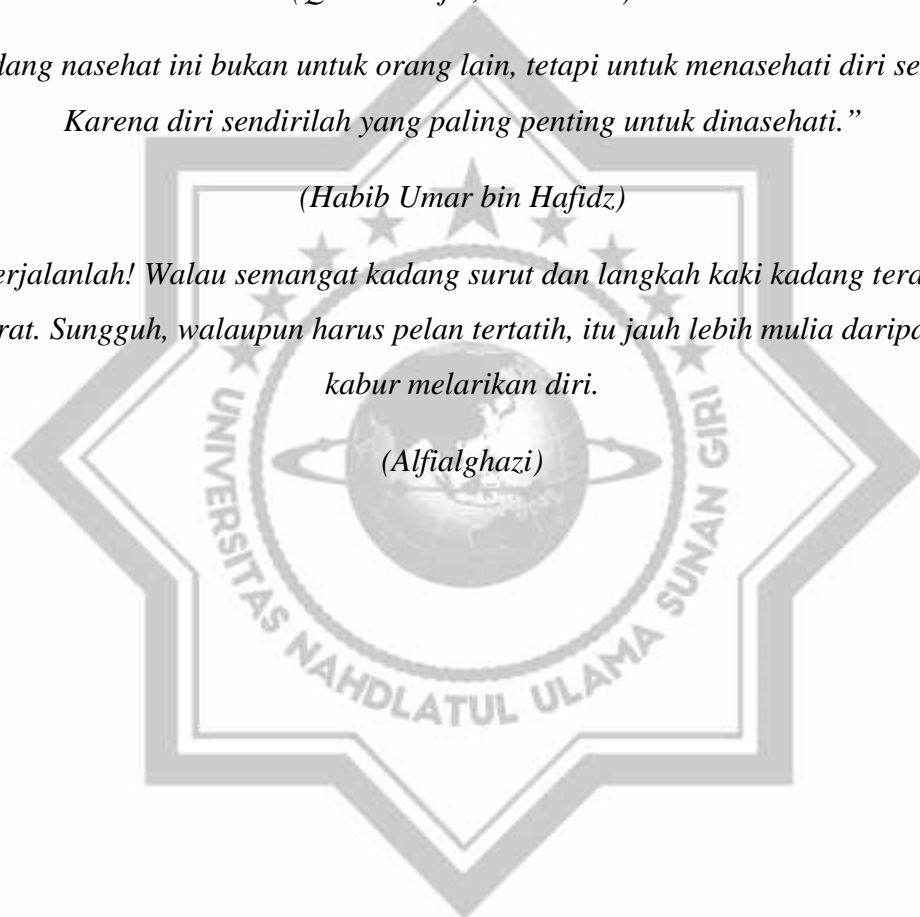 dang nasehat ini bukan untuk orang lain, tetapi untuk menasehati diri se
Karena diri sendirilah yang paling penting untuk dinasehati.”
(Habib Umar bin Hafidz)
erjalanlah! Walau semangat kadang surut dan langkah kaki kadang tera
rat. Sungguh, walaupun harus pelan tertatih, itu jauh lebih mulia daripa
kabur melarikan diri.
(Alfialghazi)
UNIVERSITAS NAHDLATUL ULAMA SUNAN GIRI